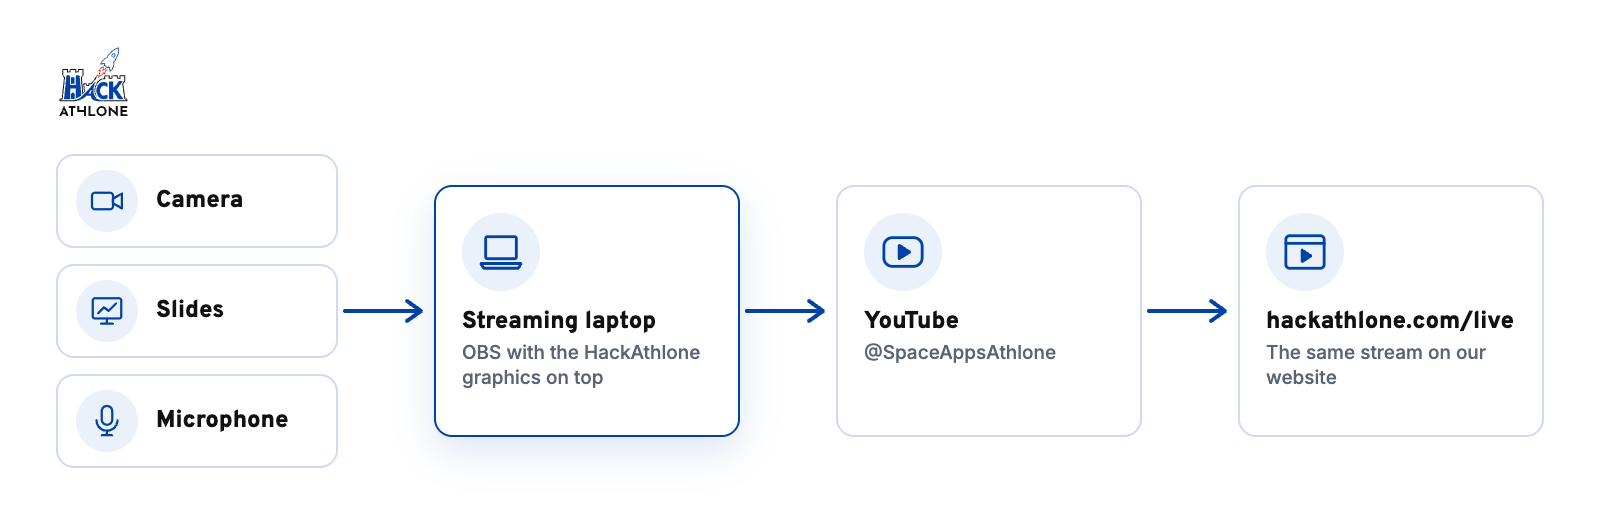 HACK
ATHLONE
Camera
Slides
Microphone
Streaming laptop
OBS with the HackAthlone
graphics on top
YouTube
@SpaceAppsAthlone
hackathlone.com/live
The same stream on our
website